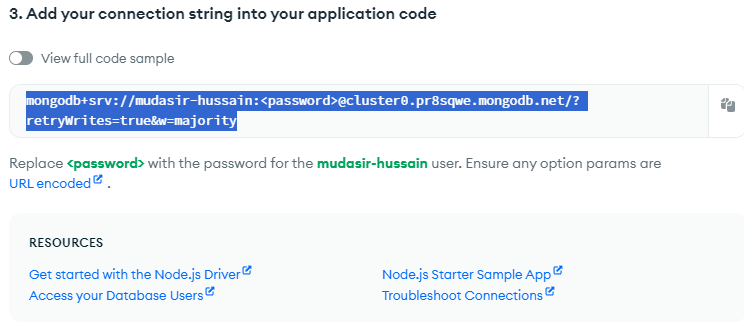 3. Add your connection string into your application code
View full code sample
mongodb+srv://mudasir-hussain:<password>@cluster0.pr8sqwe.mongodb.net/?
retryWrites=true&w=majority
Replace <password> with the password for the mudasir-hussain user. Ensure any option params are
URL encoded .
RESOURCES
Get started with the Node.js Driver
Node.js Starter Sample App
Access your Database Users
Troubleshoot Connections